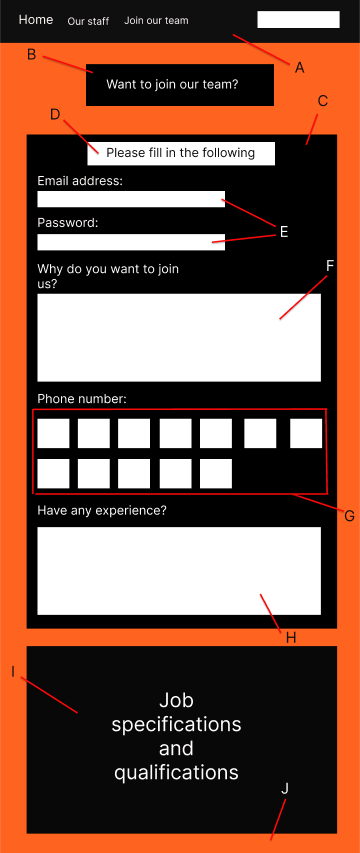 Home Our staff Join our team
A
B
Want to join our team?
C
D
Please fill in the following
Email address:
E
Password:
F
Why do you want to join
us?
Phone number:
G
Have any experience?
H
I
Job
specifications
and
qualifications
J